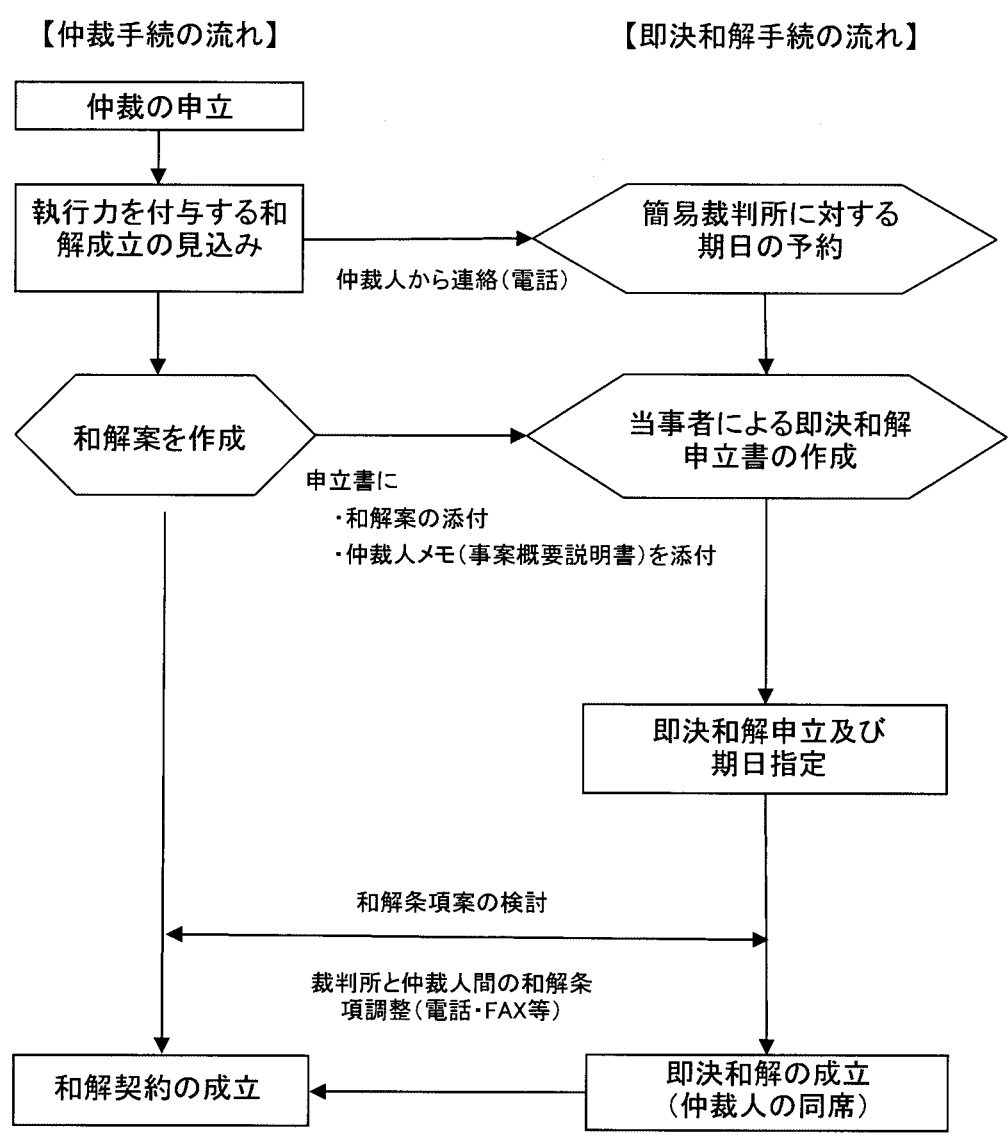 【仲裁手続の流れ】
【即決和解手続の流れ】
仲裁の申立
執行力を付与する和
解成立の見込み
簡易裁判所に対する
期日の予約
仲裁人から連絡(電話)
和解案を作成
当事者による即決和解
申立書の作成
申立書に
・和解案の添付
・仲裁人メモ(事案概要説明書)を添付
即決和解申立及び
期日指定
和解条項案の検討
裁判所と仲裁人間の和解条
項調整(電話・FAX等)
和解契約の成立
即決和解の成立
(仲裁人の同席)